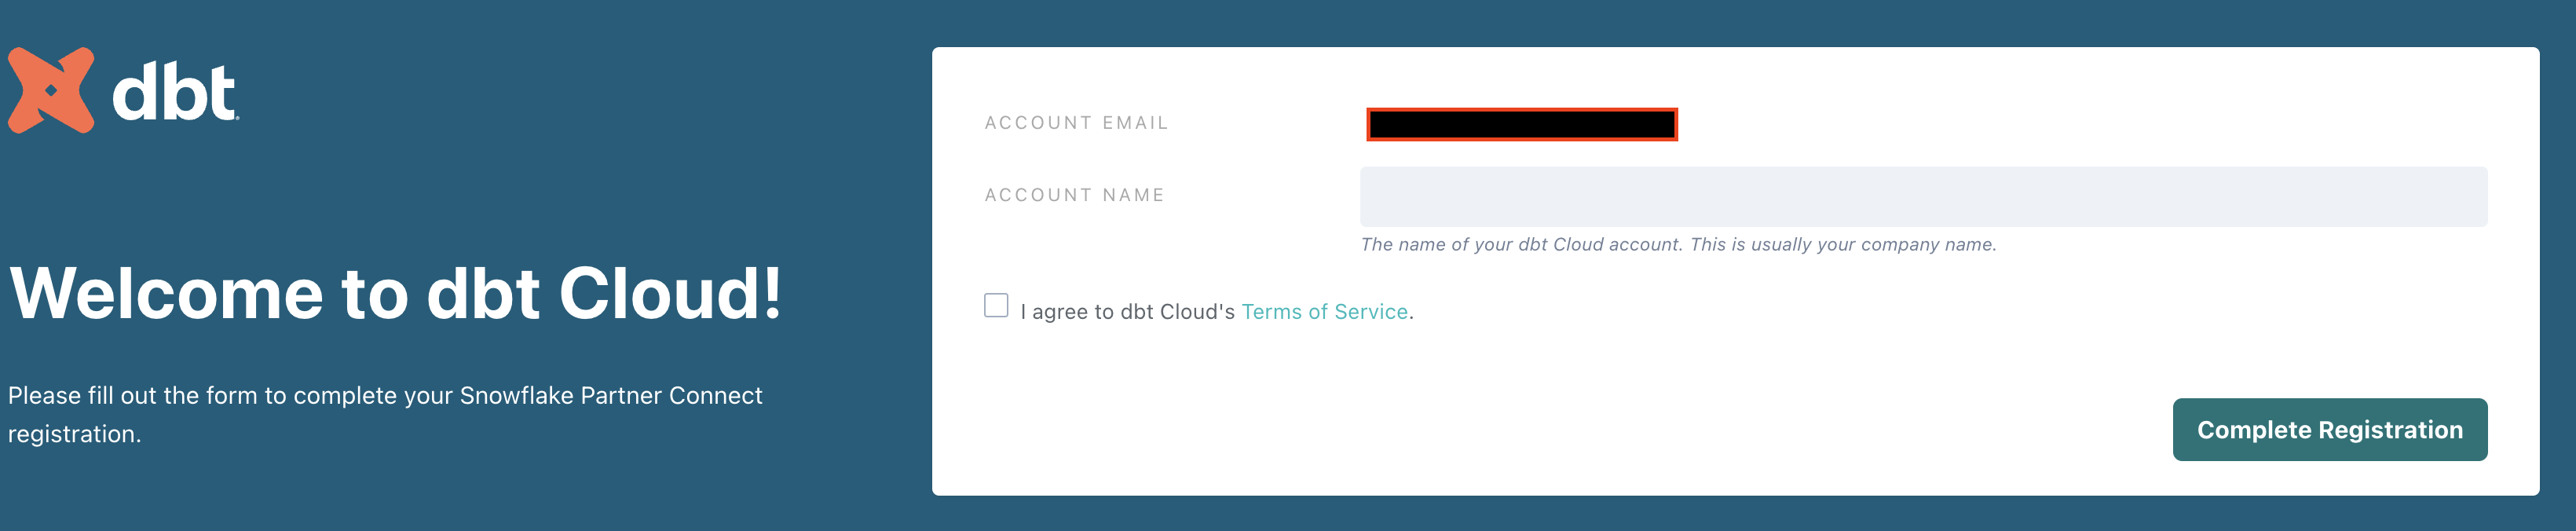 dbt
Welcome to dbt Cloud!
Please fill out the form to complete your Snowflake Partner Connect
registration.
ACCOUNT EMAIL
ACCOUNT NAME
The name of your dbt Cloud account. This is usually your company name.
I agree to dbt Cloud's Terms of Service.
Complete Registration